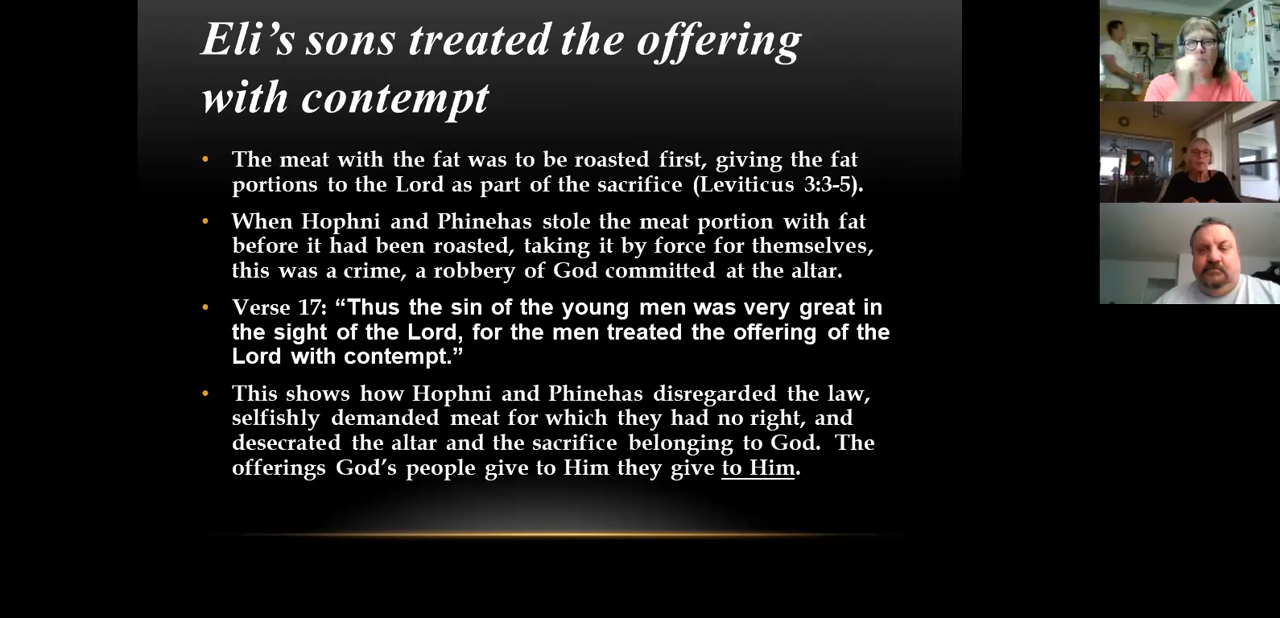 Eli's sons treated the offering
with contempt
• The meat with the fat was to be roasted first, giving the fat
portions to the Lord as part of the sacrifice (Leviticus 3:3-5).
• When Hophni and Phinehas stole the meat portion with fat
before it had been roasted, taking it by force for themselves,
this was a crime, a robbery of God committed at the altar.
• Verse 17: “Thus the sin of the young men was very great in
the sight of the Lord, for the men treated the offering of the
Lord with contempt.”
• This shows how Hophni and Phinehas disregarded the law,
selfishly demanded meat for which they had no right, and
desecrated the altar and the sacrifice belonging to God. The
offerings God’s people give to Him they give to Him.